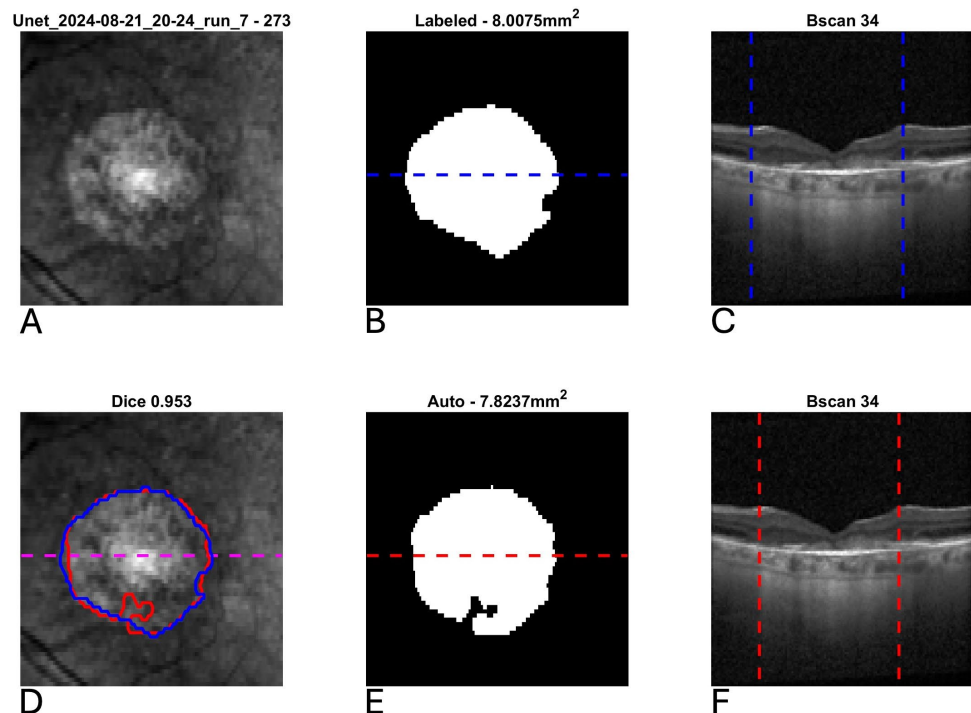 Unet_2024-08-21_20-24_run_7 - 273
Labeled - 8.0075mm²
Bscan 34
A
B
C
Dice 0.953
Auto - 7.8237mm²
Bscan 34
D
E
F